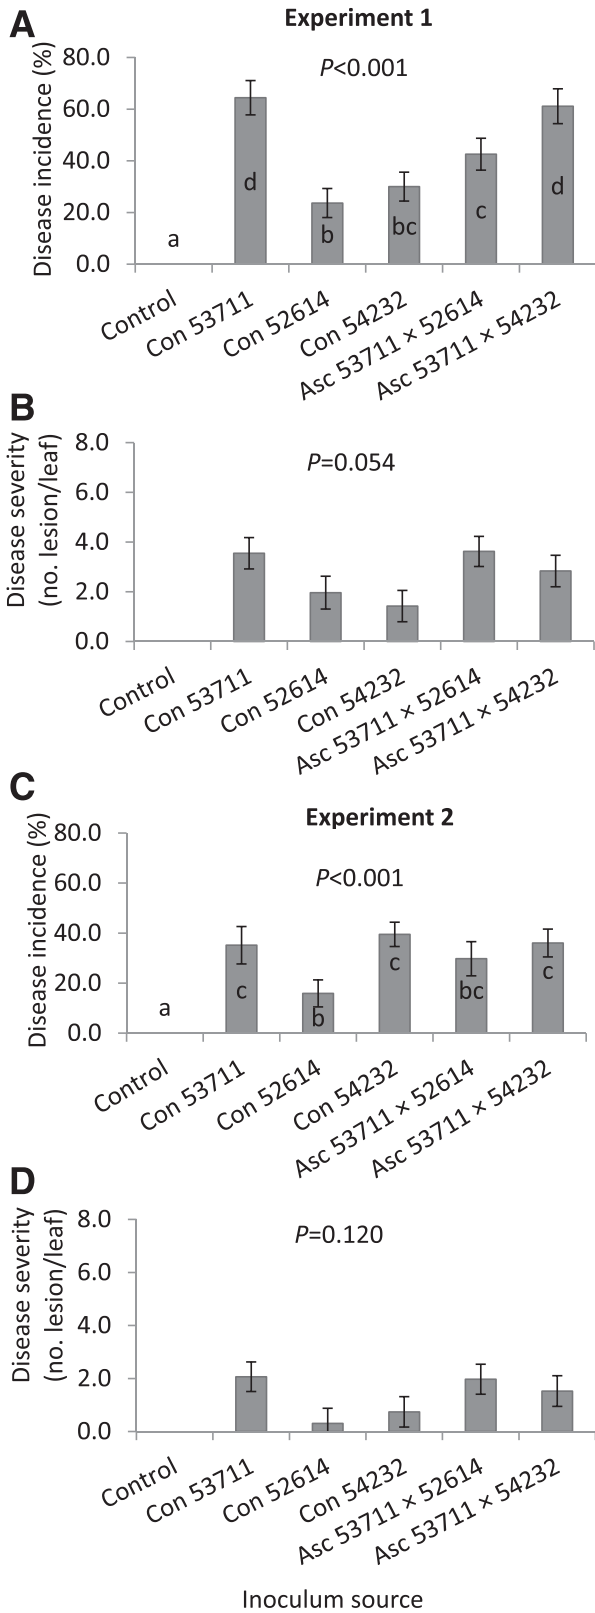 A
Experiment 1
Disease incidence (%)
80.0
60.0
40.0
20.0
0.0
P<0.001
a
d
b
bc
c
d
Control
Con 53711
Con 52614
Con 54232
Asc 53711 × 52614
Asc 53711 × 54232
B
Disease severity
(no. lesion/leaf)
8.0
6.0
4.0
2.0
0.0
P=0.054
Control
Con 53711
Con 52614
Con 54232
Asc 53711 × 52614
Asc 53711 × 54232
C
Experiment 2
Disease incidence (%)
80.0
60.0
40.0
20.0
0.0
P<0.001
a
c
b
c
bc
c
Control
Con 53711
Con 52614
Con 54232
Asc 53711 × 52614
Asc 53711 × 54232
D
Disease severity
(no. lesion/leaf)
8.0
6.0
4.0
2.0
0.0
P=0.120
Control
Con 53711
Con 52614
Con 54232
Asc 53711 × 52614
Asc 53711 × 54232
Inoculum source